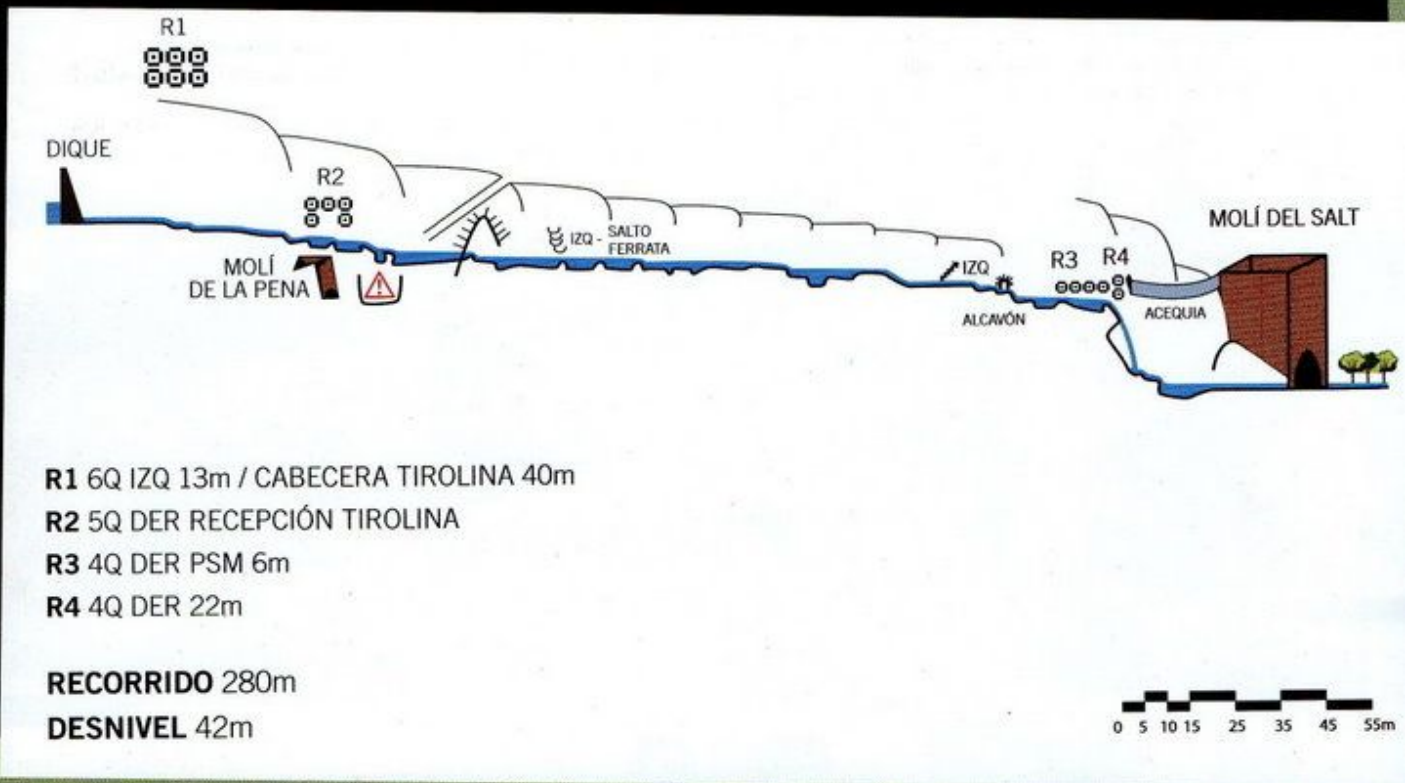 R1
DIQUE
R2
MOLÍ
DE LA PENA
IZQ - SALTO
FERRATA
IZQ
ALCAVÓN
R3
R4
ACEQUIA
MOLÍ DEL SALT
R1 6Q IZQ 13m / CABECERA TIROLINA 40m
R2 5Q DER RECEPCIÓN TIROLINA
R3 4Q DER PSM 6m
R4 4Q DER 22m
RECORRIDO 280m
DESNIVEL 42m
0 5 10 15 25 35 45 55m